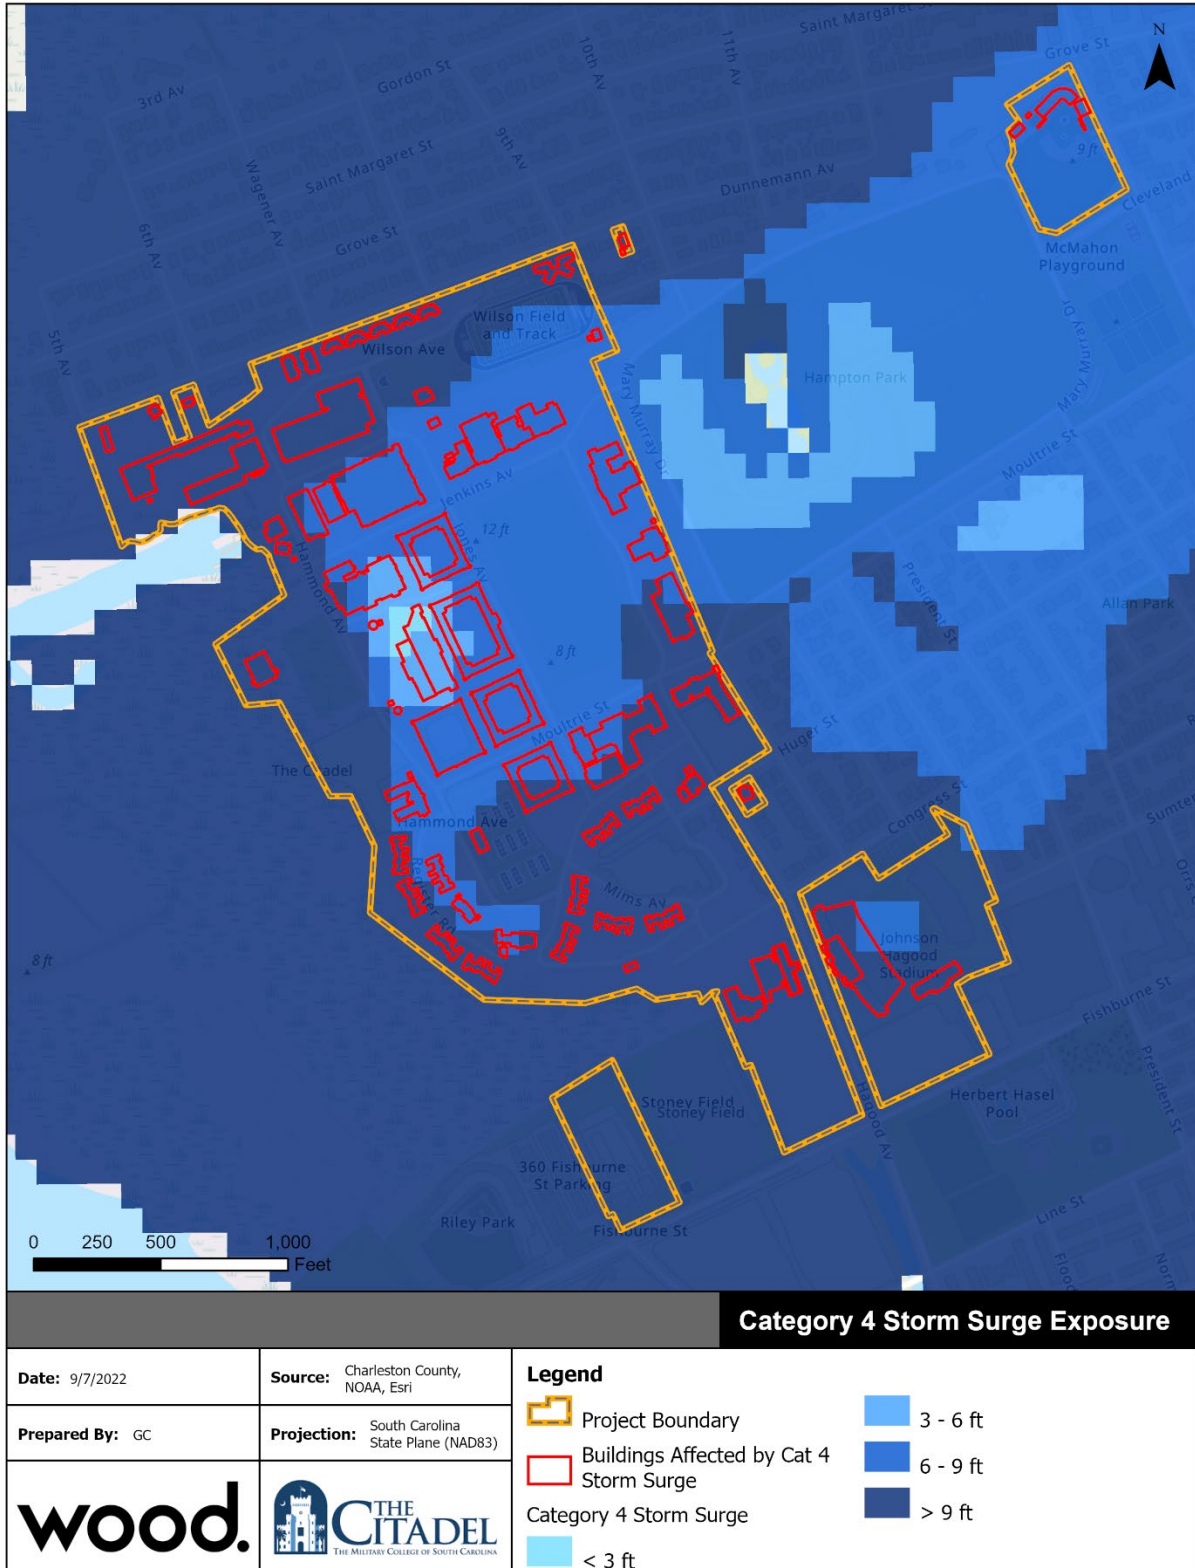 Saint Margaret S
N
10th Av
11th Av
Grove St
Gordon St
3rd Av
9th Av
9 ft
Saint Margaret St
Dunnemann Av
Cleveland
Wagener Av
6th Av
Grove St
McMahon
Playground
Mary Murray Dr
Wilson Field
and Track
5th Av
Wilson Ave
Mary Murray Dr
Hampton Park
Moultrie St
Jenkins Av
12 ft
Jones Av
Hammond Av
President St
Allan Park
8 ft
Moultrie St
Huger St
The Citadel
Hammond Ave
Congress St
Sumter
Register Rd
Mims Av
Orrs
8 ft
Johnson
Hagood
Stadium
Fishburne St
President St
Stoney Field
Stoney Field
Herbert Hasel
Pool
Hagood Av
360 Fishburne
St Parking
Riley Park
Fishburne St
Line St
Flood
Norm
0 250 500 1,000
Feet
Category 4 Storm Surge Exposure
Date: 9/7/2022
Source: Charleston County,
NOAA, Esri
Prepared By: GC
Projection: South Carolina
State Plane (NAD83)
wood.
THE
CITADEL
THE MILITARY COLLEGE OF SOUTH CAROLINA
Legend
Project Boundary
Buildings Affected by Cat 4
Storm Surge
Category 4 Storm Surge
< 3 ft
3 - 6 ft
6 - 9 ft
> 9 ft